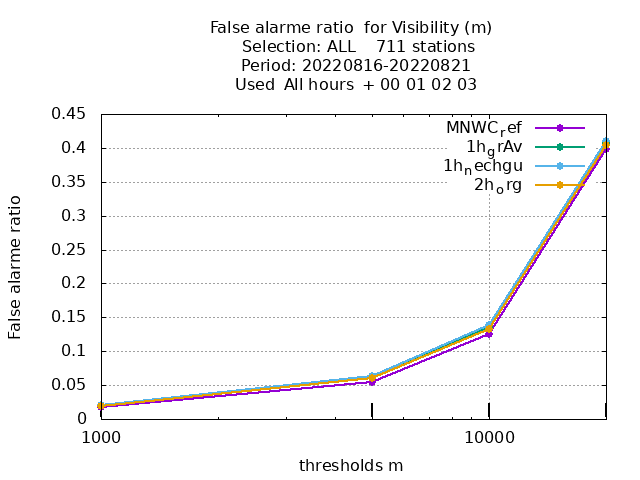 False alarme ratio  for Visibility (m)
Selection: ALL    711 stations
Period: 20220816-20220821
Used  All hours  + 00 01 02 03
MNWC_ref
1h_grAv
1h_nechgu
2h_org
0.45
0.4
0.35
0.3
0.25
0.2
0.15
0.1
0.05
0
1000
10000
False alarme ratio
thresholds m